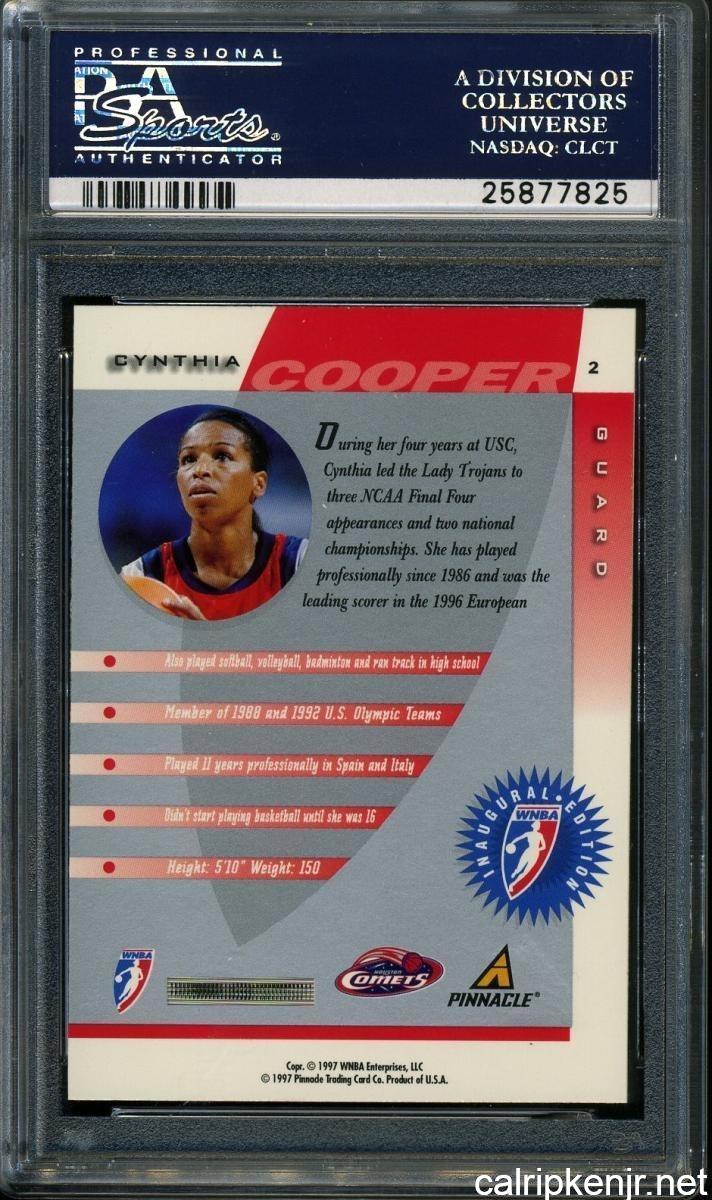 PROFESSIONAL
PSA
Sports®
AUTHENTICATOR
A DIVISION OF
COLLECTORS
UNIVERSE
NASDAQ: CLCT
25877825
CYNTHIA
COOPER
2
GUARD
During her four years at USC,
Cynthia led the Lady Trojans to
three NCAA Final Four
appearances and two national
championships. She has played
professionally since 1986 and was the
leading scorer in the 1996 European
Also played softball, volleyball, badminton and ran track in high school
Member of 1988 and 1992 U.S. Olympic Teams
Played 11 years professionally in Spain and Italy
Didn't start playing basketball until she was 16
Height: 5'10" Weight: 150
INAUGURAL • EDITION
WNBA
WNBA
HOUSTON
COMETS
PINNACLE®
Copr. © 1997 WNBA Enterprises, LLC
© 1997 Pinnacle Trading Card Co. Product of U.S.A.
calripkenjr.net